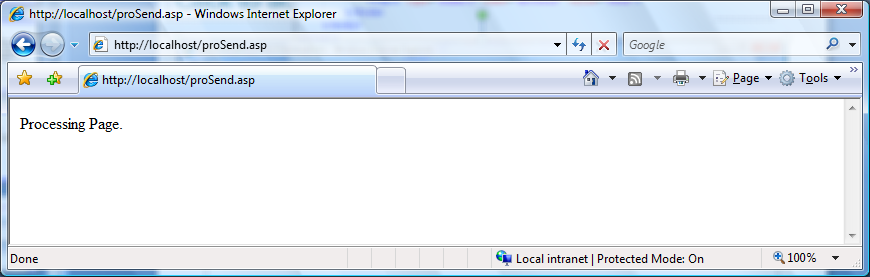 http://localhost/proSend.asp - Windows Internet Explorer
http://localhost/proSend.asp
Google
http://localhost/proSend.asp
Page
Tools
»
Processing Page.
Done
Local intranet | Protected Mode: On
100%